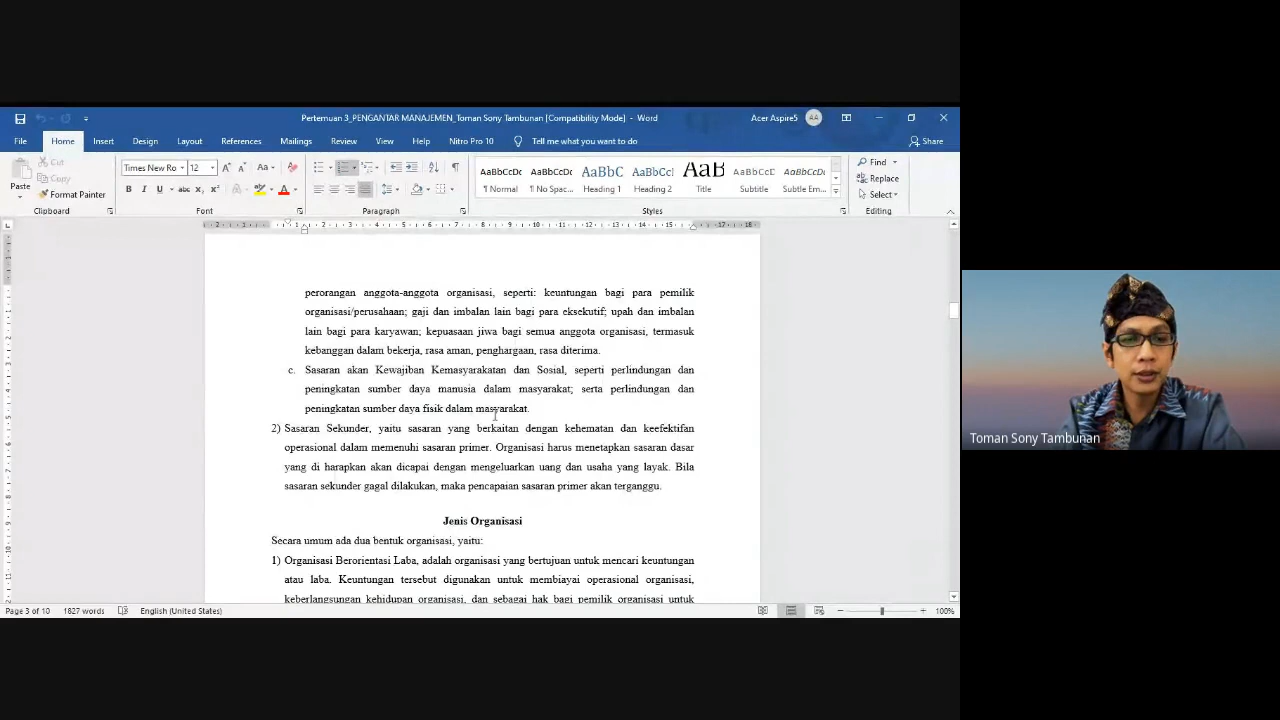 Pertemuan 3_PENGANTAR MANAJEMEN_Toman Sony Tambunan [Compatibility Mode] - Word
Acer Aspire5
AA
File Home Insert Design Layout References Mailings Review View Help Nitro Pro 10 Tell me what you want to do
Share
Paste
Cut
Copy
Format Painter
Clipboard
Times New Ro 12
Font
Paragraph
AaBbCcDc AaBbCcDc AaBbC AaBbCcI AaB AaBbCcD AaBbCcDc
¶ Normal ¶ No Spac... Heading 1 Heading 2 Title Subtitle Subtle Em...
Styles
Find
Replace
Select
Editing
perorangan anggota-anggota organisasi, seperti: keuntungan bagi para pemilik
organisasi/perusahaan; gaji dan imbalan lain bagi para eksekutif; upah dan imbalan
lain bagi para karyawan; kepuasaan jiwa bagi semua anggota organisasi, termasuk
kebanggan dalam bekerja, rasa aman, penghargaan, rasa diterima.
c. Sasaran akan Kewajiban Kemasyarakatan dan Sosial, seperti perlindungan dan
peningkatan sumber daya manusia dalam masyarakat; serta perlindungan dan
peningkatan sumber daya fisik dalam masyarakat.
2) Sasaran Sekunder, yaitu sasaran yang berkaitan dengan kehematan dan keefektifan
operasional dalam memenuhi sasaran primer. Organisasi harus menetapkan sasaran dasar
yang di harapkan akan dicapai dengan mengeluarkan uang dan usaha yang layak. Bila
sasaran sekunder gagal dilakukan, maka pencapaian sasaran primer akan terganggu.
Jenis Organisasi
Secara umum ada dua bentuk organisasi, yaitu:
1) Organisasi Berorientasi Laba, adalah organisasi yang bertujuan untuk mencari keuntungan
atau laba. Keuntungan tersebut digunakan untuk membiayai operasional organisasi,
keberlangsungan kehidupan organisasi, dan sebagai hak bagi pemilik organisasi untuk
Page 3 of 10 1827 words English (United States)
100%
Toman Sony Tambunan